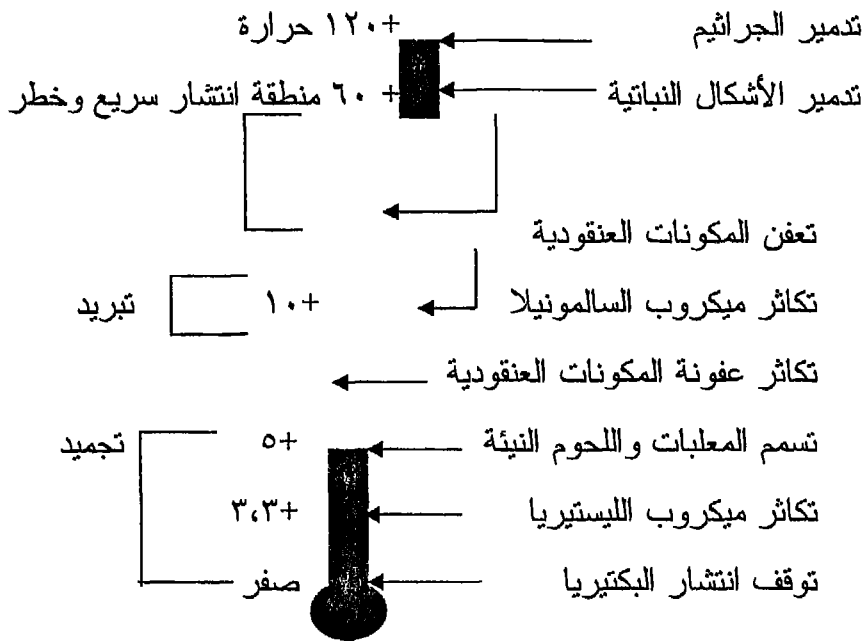 تدمير الجراثيم +١٢٠ حرارة
تدمير الأشكال النباتية +٦٠ منطقة انتشار سريع وخطر
تعفن المكونات العنقودية
تكاثر ميكروب السالمونيلا +١٠ تبريد
تكاثر عفونة المكونات العنقودية
تسمم المعلبات واللحوم النيئة +٥ تجميد
تكاثر ميكروب الليستيريا +٣،٣
توقف انتشار البكتيريا صفر